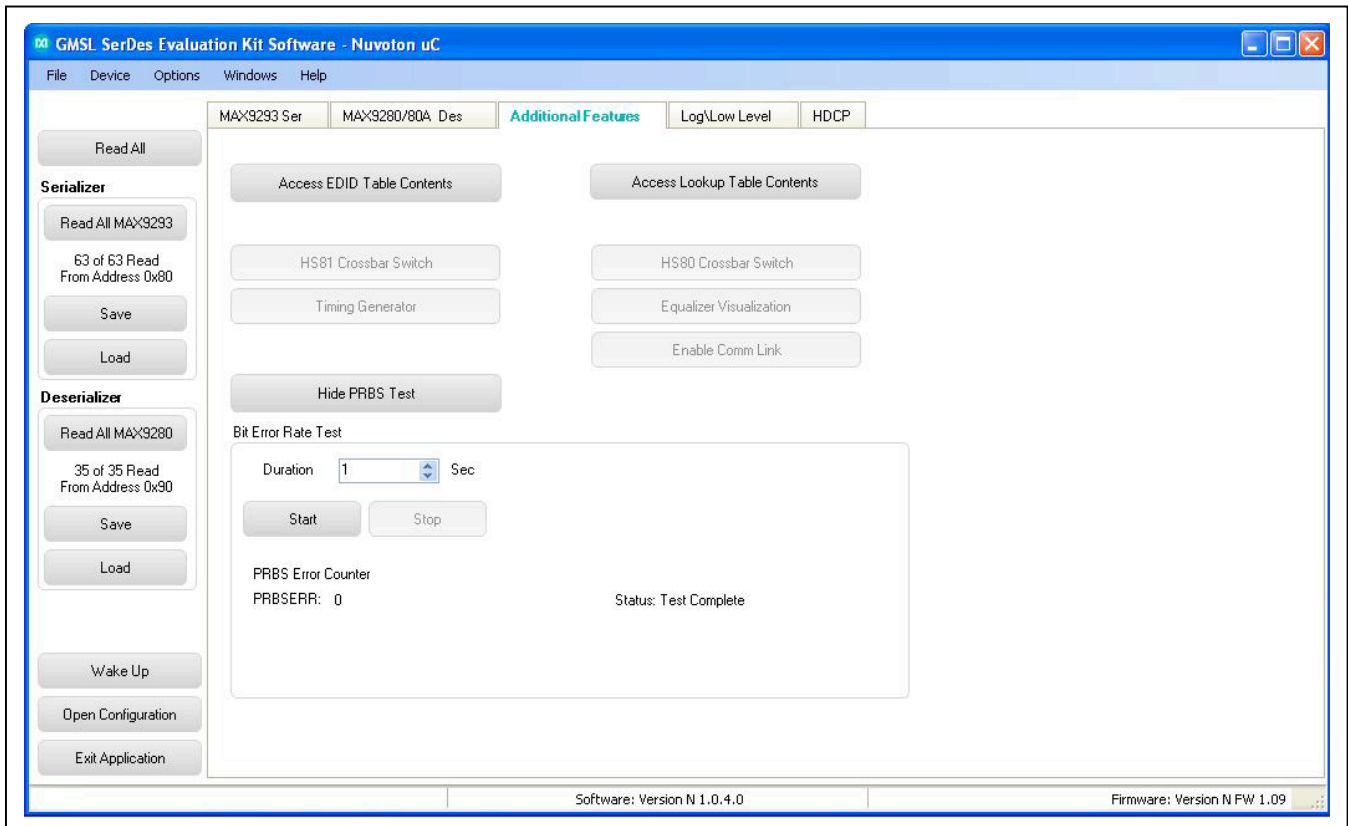 GMSL SerDes Evaluation Kit Software - Nuvoton uC
File Device Options Windows Help
MAX9293 Ser MAX9280/80A Des Additional Features Log\Low Level HDCP
Read All
Serializer
Read All MAX9293
63 of 63 Read
From Address 0x80
Save
Load
Deserializer
Read All MAX9280
35 of 35 Read
From Address 0x90
Save
Load
Wake Up
Open Configuration
Exit Application
Access EDID Table Contents
Access Lookup Table Contents
HS81 Crossbar Switch
HS80 Crossbar Switch
Timing Generator
Equalizer Visualization
Enable Comm Link
Hide PRBS Test
Bit Error Rate Test
Duration 1 Sec
Start Stop
PRBS Error Counter
PRBSERR: 0
Status: Test Complete
Software: Version N 1.0.4.0
Firmware: Version N FW 1.09